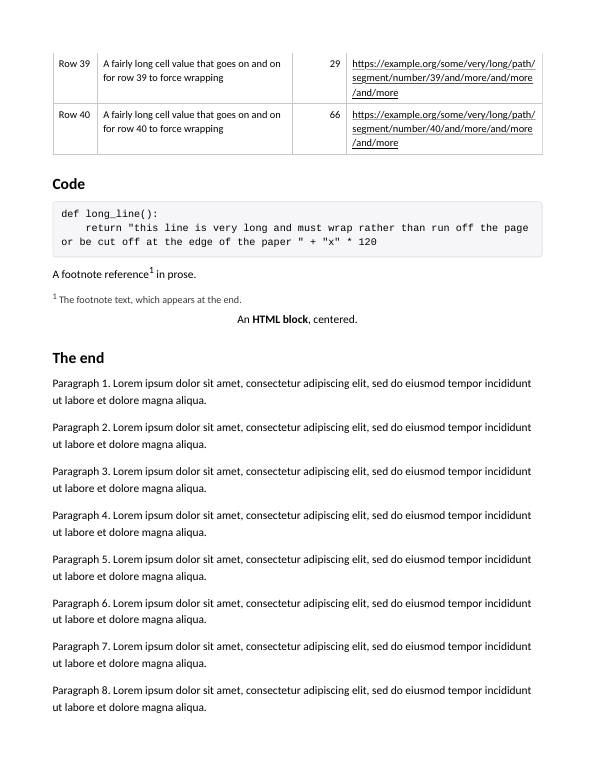 Row 39 A fairly long cell value that goes on and on 29 https://example.org/some/very/long/path/
for row 39 to force wrapping segment/number/39/and/more/and/more
/and/more
Row 40 A fairly long cell value that goes on and on 66 https://example.org/some/very/long/path/
for row 40 to force wrapping segment/number/40/and/more/and/more
/and/more
Code
def long_line():
    return "this line is very long and must wrap rather than run off the page
or be cut off at the edge of the paper " + "x" * 120
A footnote reference1 in prose.
1 The footnote text, which appears at the end.
An HTML block, centered.
The end
Paragraph 1. Lorem ipsum dolor sit amet, consectetur adipiscing elit, sed do eiusmod tempor incididunt
ut labore et dolore magna aliqua.
Paragraph 2. Lorem ipsum dolor sit amet, consectetur adipiscing elit, sed do eiusmod tempor incididunt
ut labore et dolore magna aliqua.
Paragraph 3. Lorem ipsum dolor sit amet, consectetur adipiscing elit, sed do eiusmod tempor incididunt
ut labore et dolore magna aliqua.
Paragraph 4. Lorem ipsum dolor sit amet, consectetur adipiscing elit, sed do eiusmod tempor incididunt
ut labore et dolore magna aliqua.
Paragraph 5. Lorem ipsum dolor sit amet, consectetur adipiscing elit, sed do eiusmod tempor incididunt
ut labore et dolore magna aliqua.
Paragraph 6. Lorem ipsum dolor sit amet, consectetur adipiscing elit, sed do eiusmod tempor incididunt
ut labore et dolore magna aliqua.
Paragraph 7. Lorem ipsum dolor sit amet, consectetur adipiscing elit, sed do eiusmod tempor incididunt
ut labore et dolore magna aliqua.
Paragraph 8. Lorem ipsum dolor sit amet, consectetur adipiscing elit, sed do eiusmod tempor incididunt
ut labore et dolore magna aliqua.